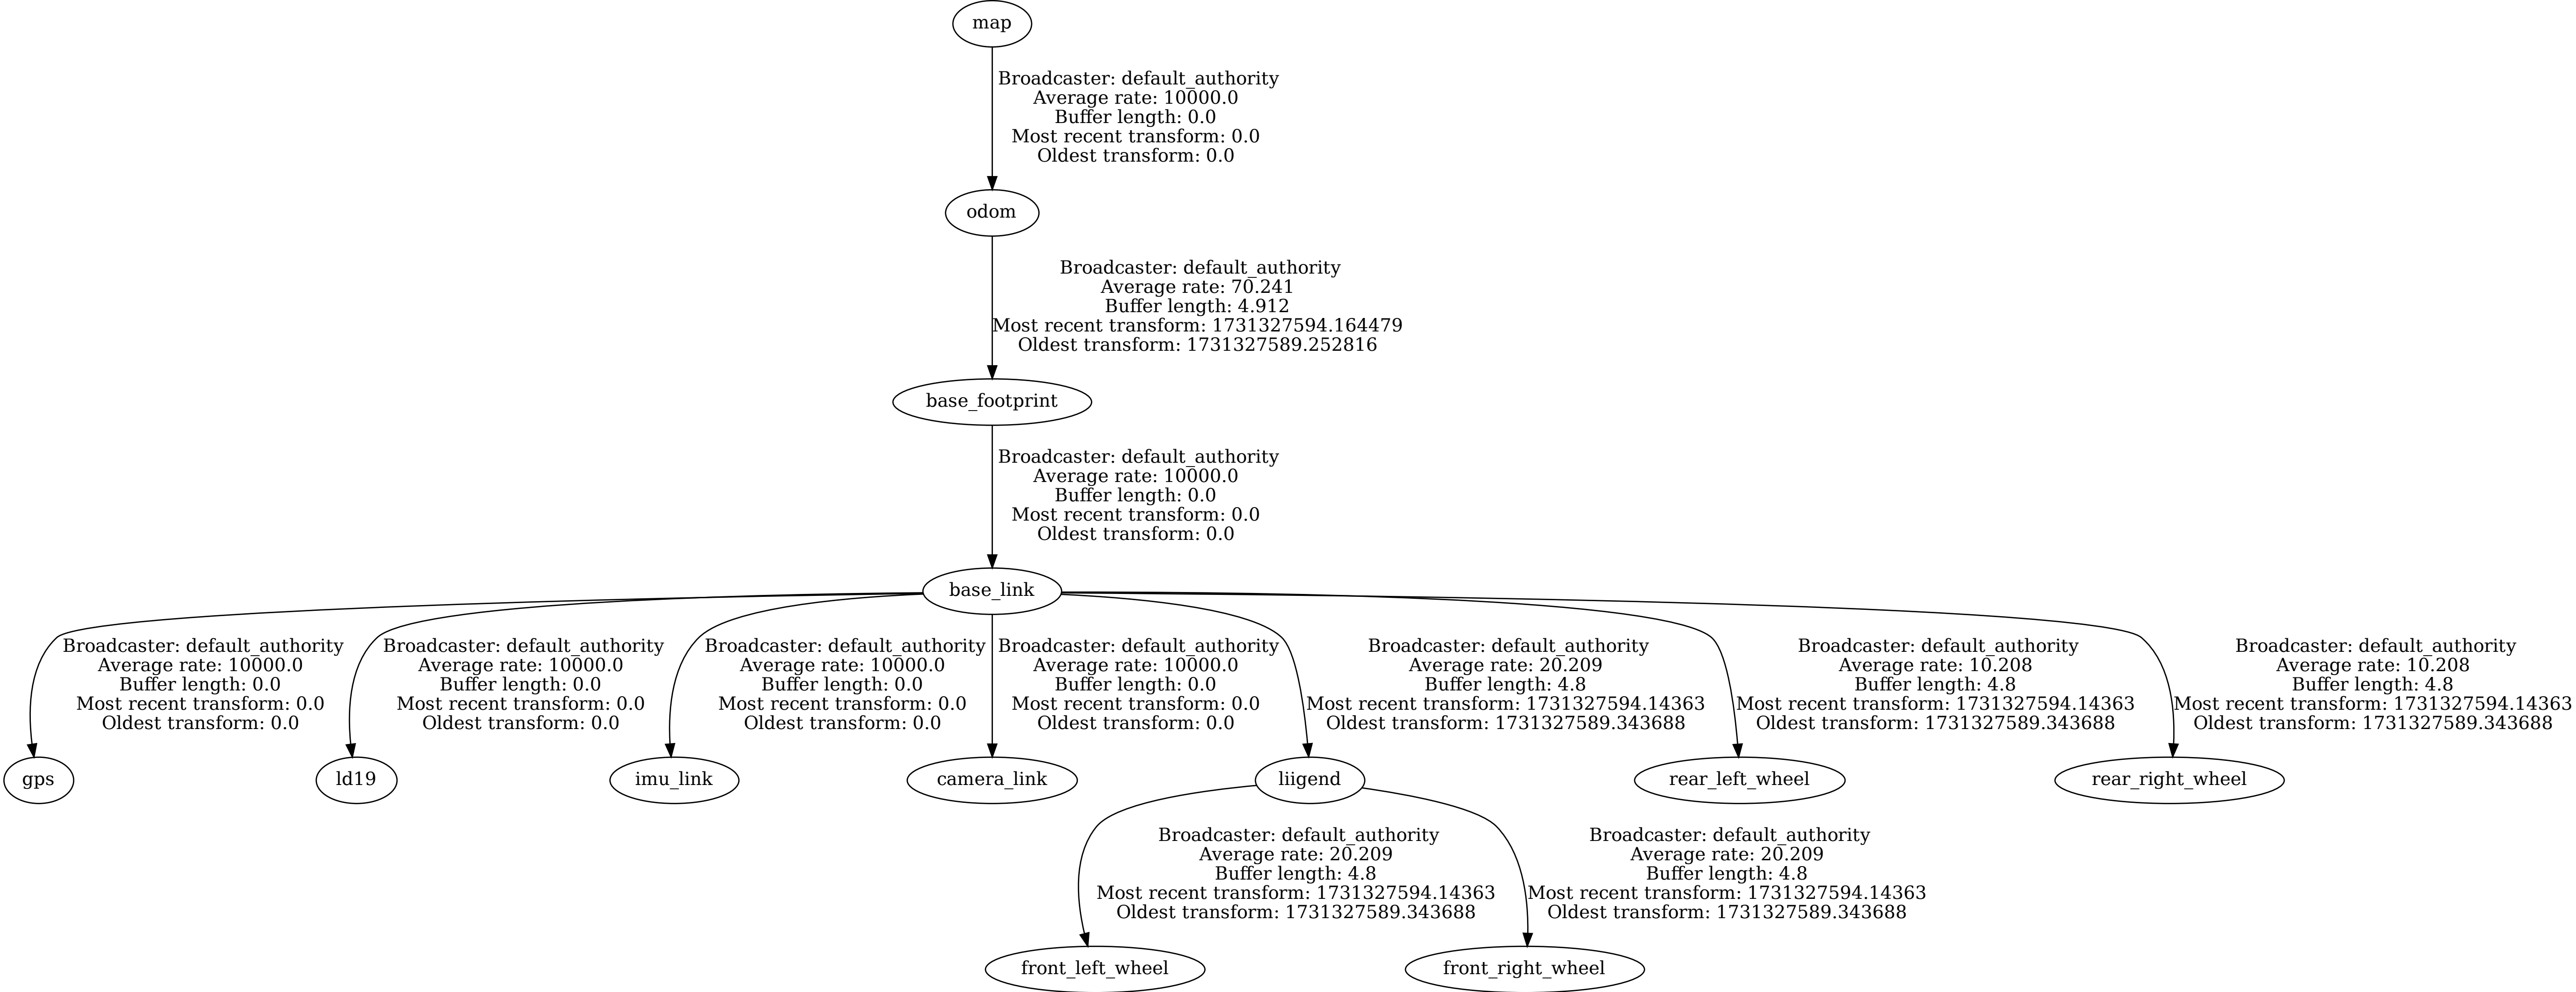 map
Broadcaster: default_authority
Average rate: 10000.0
Buffer length: 0.0
Most recent transform: 0.0
Oldest transform: 0.0
odom
Broadcaster: default_authority
Average rate: 70.241
Buffer length: 4.912
Most recent transform: 1731327594.164479
Oldest transform: 1731327589.252816
base_footprint
Broadcaster: default_authority
Average rate: 10000.0
Buffer length: 0.0
Most recent transform: 0.0
Oldest transform: 0.0
base_link
Broadcaster: default_authority
Average rate: 10000.0
Buffer length: 0.0
Most recent transform: 0.0
Oldest transform: 0.0
Broadcaster: default_authority
Average rate: 10000.0
Buffer length: 0.0
Most recent transform: 0.0
Oldest transform: 0.0
Broadcaster: default_authority
Average rate: 10000.0
Buffer length: 0.0
Most recent transform: 0.0
Oldest transform: 0.0
Broadcaster: default_authority
Average rate: 10000.0
Buffer length: 0.0
Most recent transform: 0.0
Oldest transform: 0.0
Broadcaster: default_authority
Average rate: 20.209
Buffer length: 4.8
Most recent transform: 1731327594.14363
Oldest transform: 1731327589.343688
Broadcaster: default_authority
Average rate: 10.208
Buffer length: 4.8
Most recent transform: 1731327594.14363
Oldest transform: 1731327589.343688
Broadcaster: default_authority
Average rate: 10.208
Buffer length: 4.8
Most recent transform: 1731327594.14363
Oldest transform: 1731327589.343688
gps
ld19
imu_link
camera_link
liigend
rear_left_wheel
rear_right_wheel
Broadcaster: default_authority
Average rate: 20.209
Buffer length: 4.8
Most recent transform: 1731327594.14363
Oldest transform: 1731327589.343688
Broadcaster: default_authority
Average rate: 20.209
Buffer length: 4.8
Most recent transform: 1731327594.14363
Oldest transform: 1731327589.343688
front_left_wheel
front_right_wheel